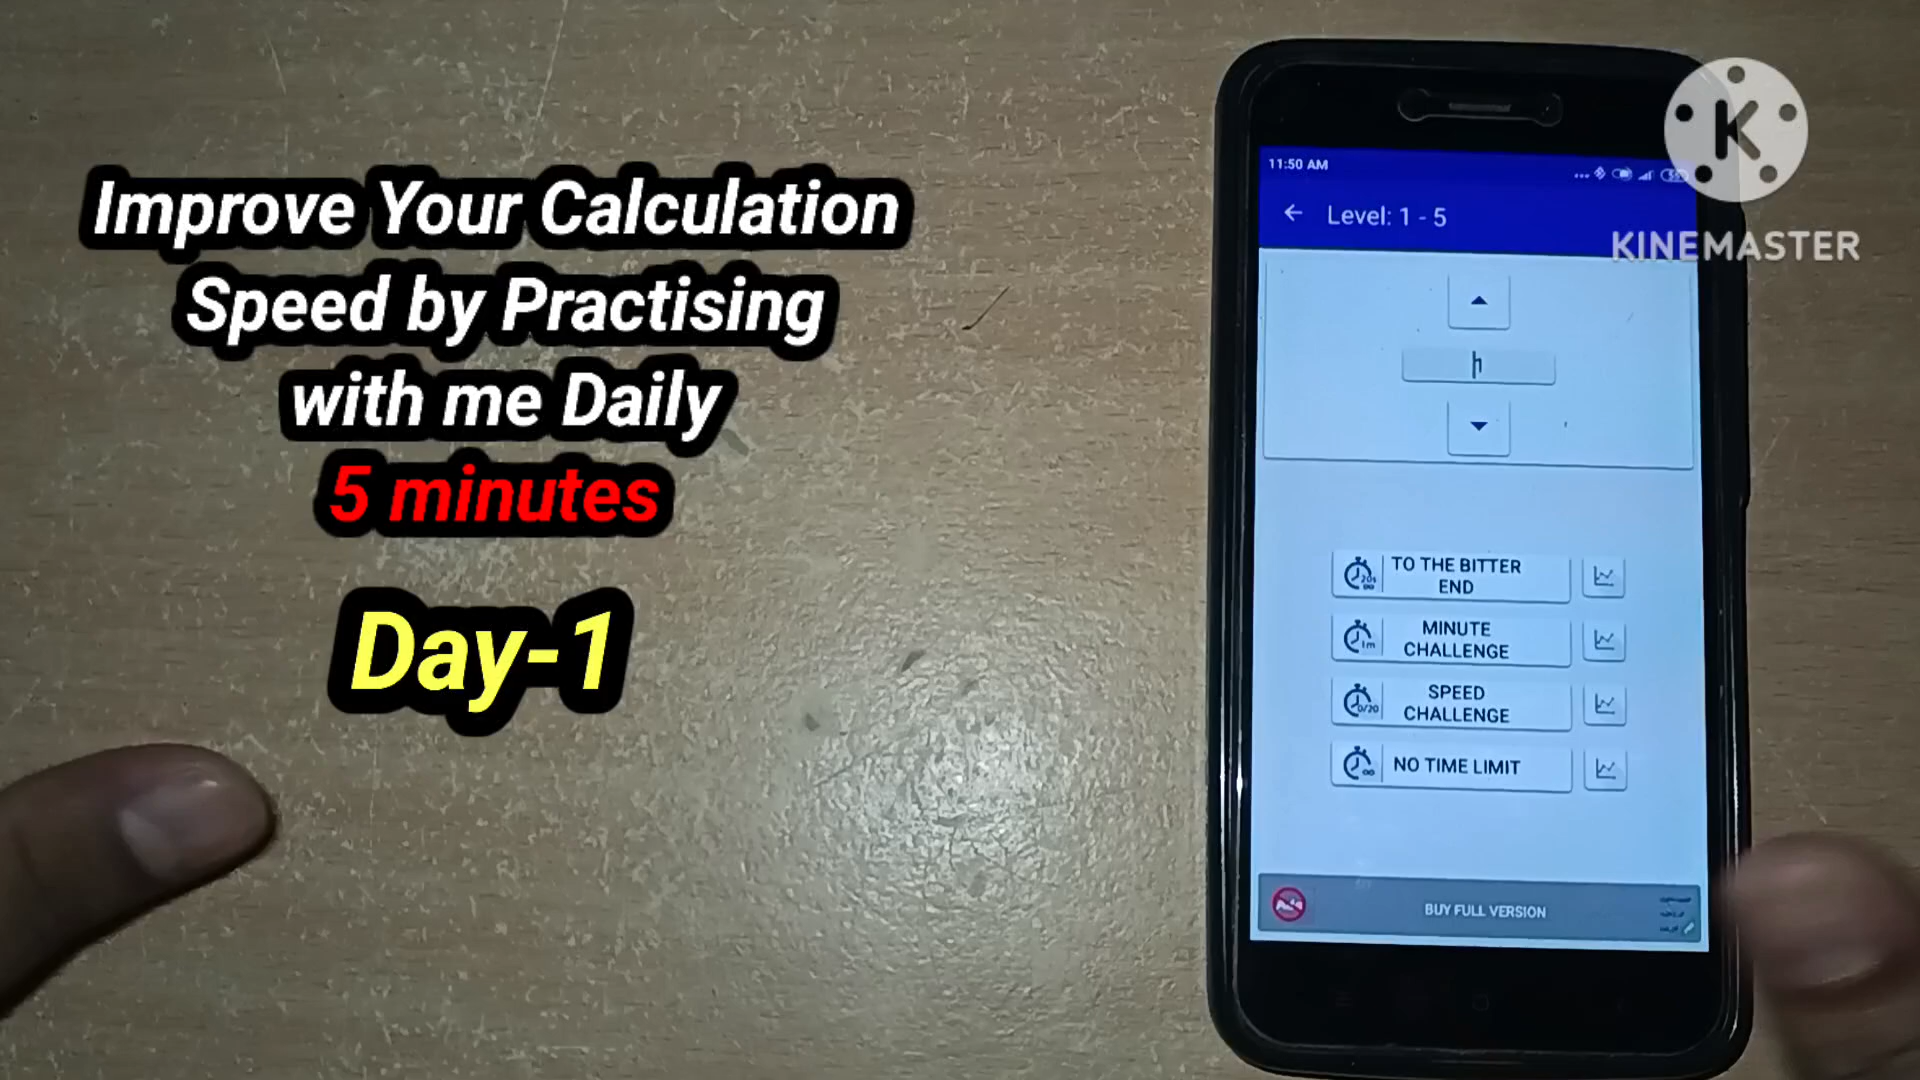 Improve Your Calculation
Speed by Practising
with me Daily
5 minutes
Day-1
11:50 AM
Level: 1 - 5
K
KINEMASTER
TO THE BITTER
END
MINUTE
CHALLENGE
SPEED
CHALLENGE
NO TIME LIMIT
BUY FULL VERSION